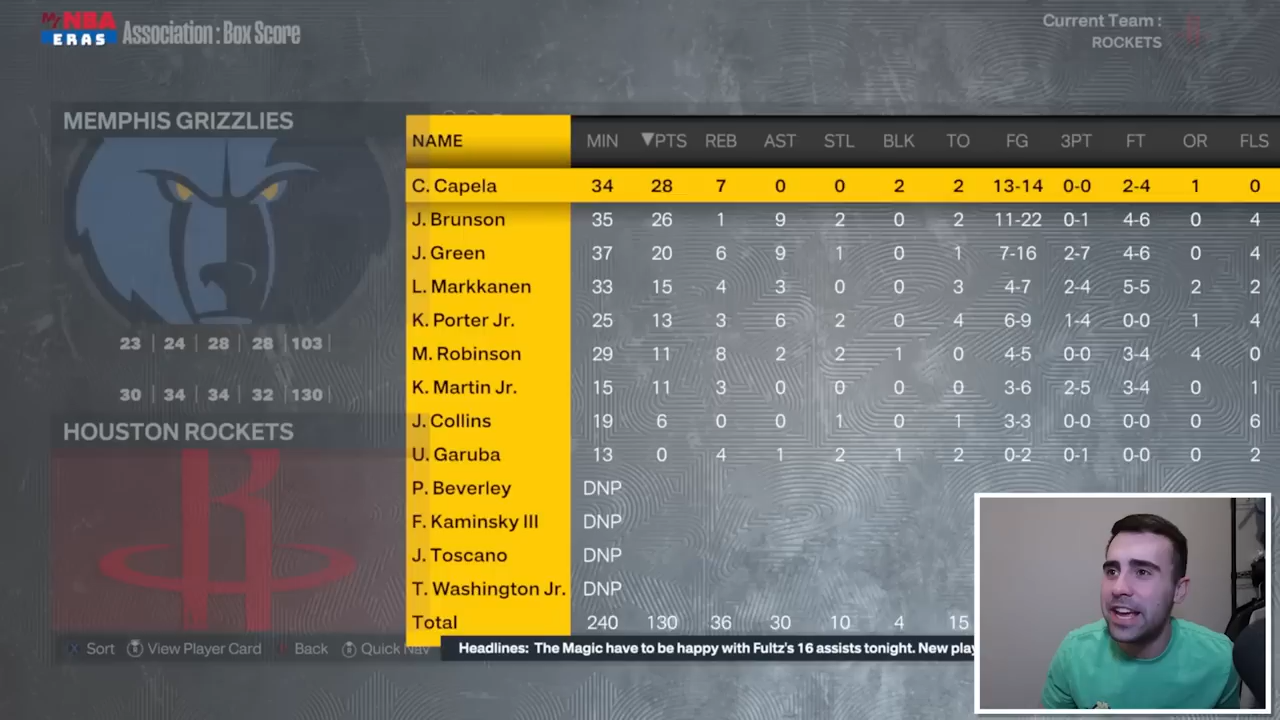 My NBA ERAS Association : Box Score
Current Team :
ROCKETS
MEMPHIS GRIZZLIES
23 | 24 | 28 | 28 | 103 |
30 | 34 | 34 | 32 | 130 |
HOUSTON ROCKETS
NAME MIN ▼PTS REB AST STL BLK TO FG 3PT FT OR FLS
C. Capela 34 28 7 0 0 2 2 13-14 0-0 2-4 1 0
J. Brunson 35 26 1 9 2 0 2 11-22 0-1 4-6 0 4
J. Green 37 20 6 9 1 0 1 7-16 2-7 4-6 0 4
L. Markkanen 33 15 4 3 0 0 3 4-7 2-4 5-5 2 2
K. Porter Jr. 25 13 3 6 2 0 4 6-9 1-4 0-0 1 4
M. Robinson 29 11 8 2 2 1 0 4-5 0-0 3-4 4 0
K. Martin Jr. 15 11 3 0 0 0 0 3-6 2-5 3-4 0 1
J. Collins 19 6 0 0 1 0 1 3-3 0-0 0-0 0 6
U. Garuba 13 0 4 1 2 1 2 0-2 0-1 0-0 0 2
P. Beverley DNP
F. Kaminsky III DNP
J. Toscano DNP
T. Washington Jr. DNP
Total 240 130 36 30 10 4 15
Sort View Player Card Back Quick Nav
Headlines: The Magic have to be happy with Fultz's 16 assists tonight. New play